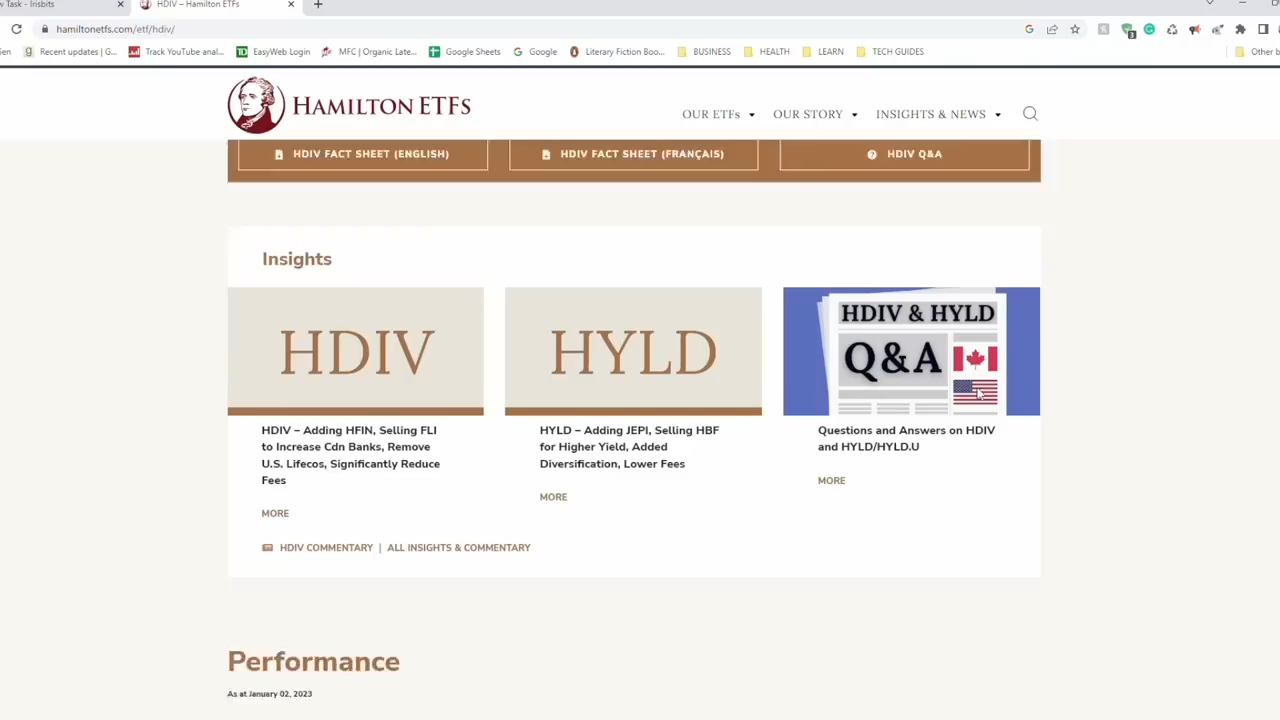 w Task - Irisbits
HDIV – Hamilton ETFs
hamiltonetfs.com/etf/hdiv/
Recent updates | G...
Track YouTube anal...
EasyWeb Login
MFC | Organic Late...
Google Sheets
Google
Literary Fiction Boo...
BUSINESS
HEALTH
LEARN
TECH GUIDES
Other b
HAMILTON ETFs
OUR ETFs
OUR STORY
INSIGHTS & NEWS
HDIV FACT SHEET (ENGLISH)
HDIV FACT SHEET (FRANÇAIS)
HDIV Q&A
Insights
HDIV
HDIV – Adding HFIN, Selling FLI
to Increase Cdn Banks, Remove
U.S. Lifecos, Significantly Reduce
Fees
MORE
HYLD
HYLD – Adding JEPI, Selling HBF
for Higher Yield, Added
Diversification, Lower Fees
MORE
HDIV & HYLD
Q&A
Questions and Answers on HDIV
and HYLD/HYLD.U
MORE
HDIV COMMENTARY | ALL INSIGHTS & COMMENTARY
Performance
As at January 02, 2023